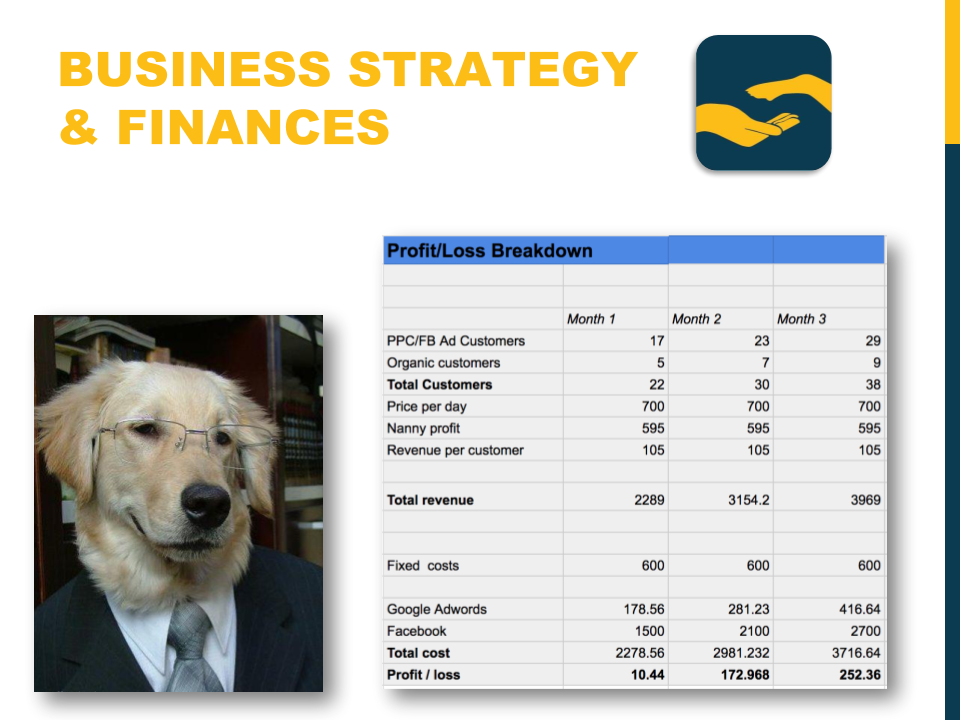 BUSINESS STRATEGY
& FINANCES
Profit/Loss Breakdown
Month 1 Month 2 Month 3
PPC/FB Ad Customers 17 23 29
Organic customers 5 7 9
Total Customers 22 30 38
Price per day 700 700 700
Nanny profit 595 595 595
Revenue per customer 105 105 105
Total revenue 2289 3154.2 3969
Fixed costs 600 600 600
Google Adwords 178.56 281.23 416.64
Facebook 1500 2100 2700
Total cost 2278.56 2981.232 3716.64
Profit / loss 10.44 172.968 252.36